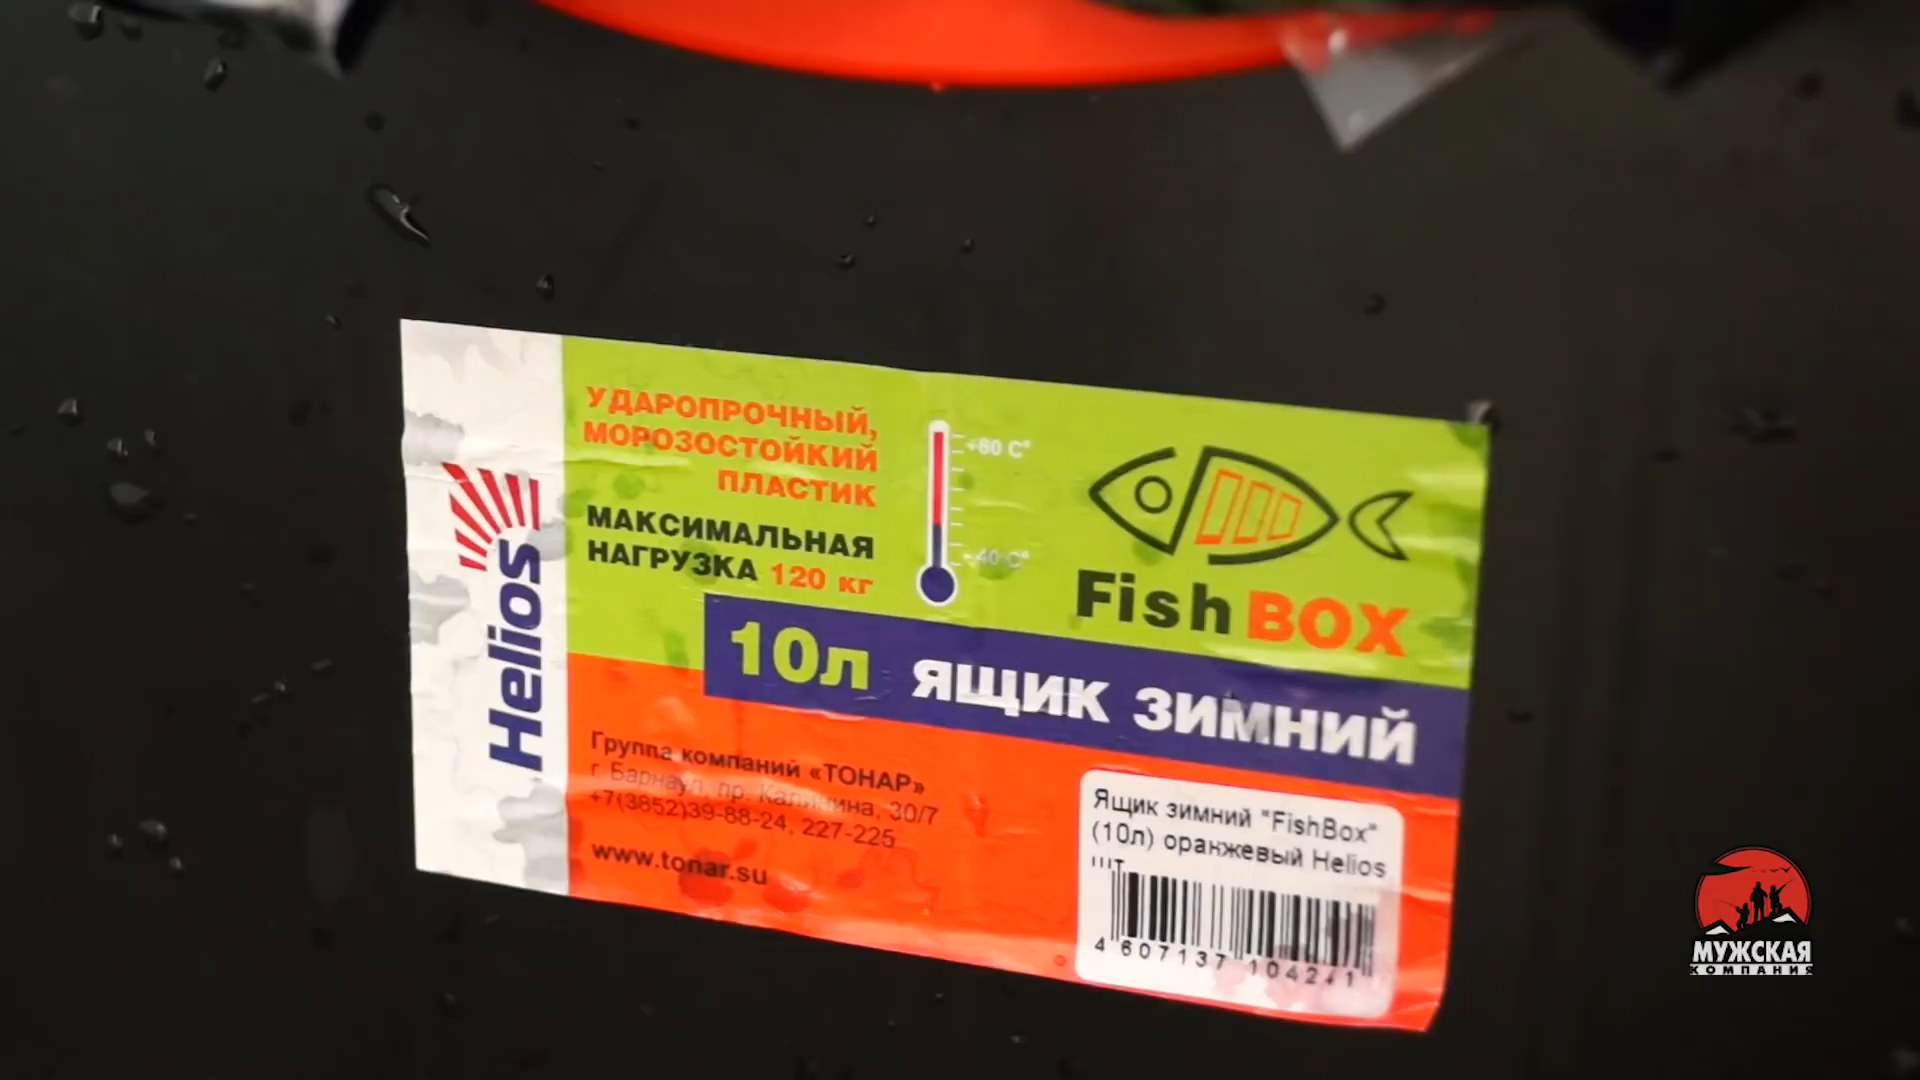 Helios
УДАРОПРОЧНЫЙ,
МОРОЗОСТОЙКИЙ
ПЛАСТИК
МАКСИМАЛЬНАЯ
НАГРУЗКА 120 кг
-40 С°
Fish BOX
10л ящик зимний
Группа компаний «ТОНАР»
г Барнаул, пр. Калинина, 30/7
+7(3852)39-88-24, 227-225
www.tonar.su
Ящик зимний "FishBox"
(10л) оранжевый Helios
шт
4 607137
МУЖСКАЯ
КОМПАНИЯ